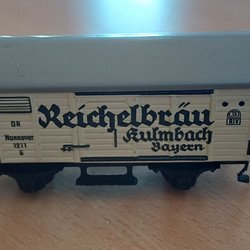 Reichelbräu
Kulmbach
Bayern
DR
Hannover
1211
G